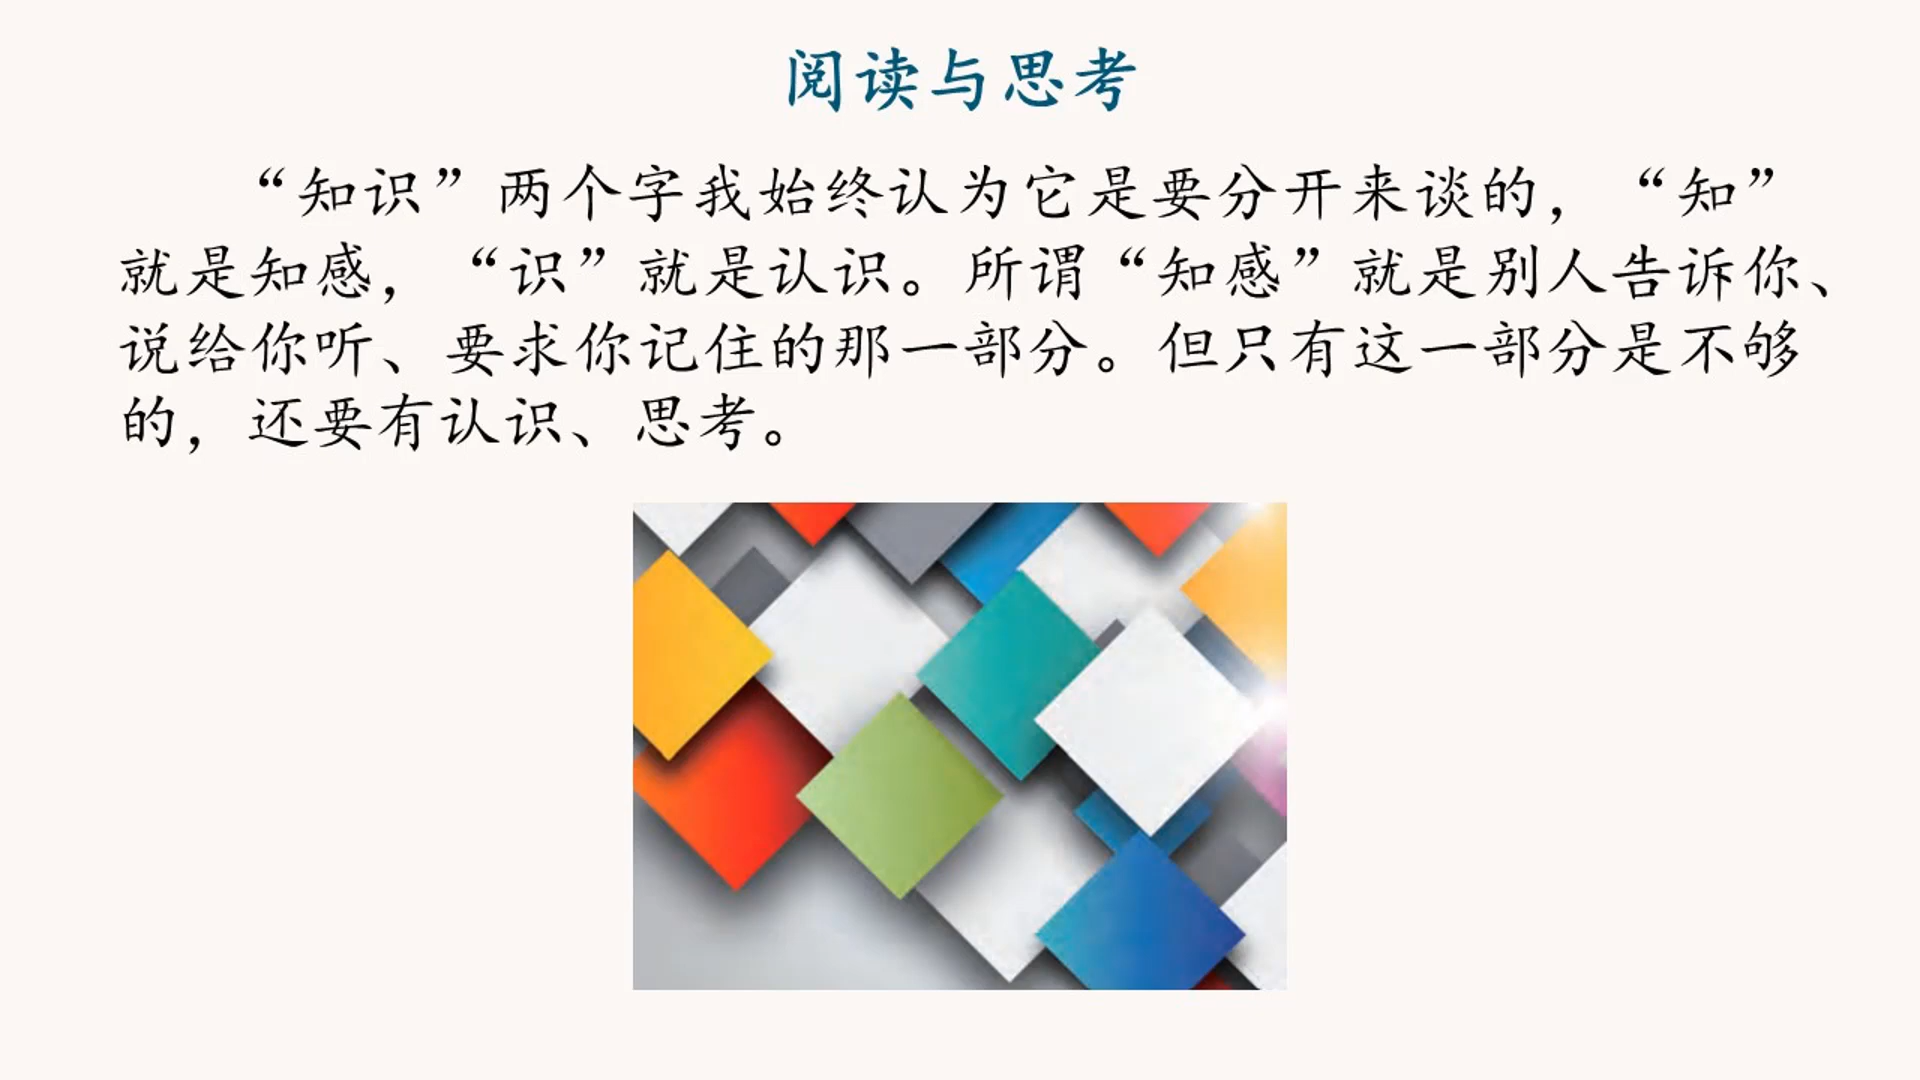 阅读与思考
“知识”两个字我始终认为它是要分开来谈的，“知”
就是知感，“识”就是认识。所谓“知感”就是别人告诉你、
说给你听、要求你记住的那一部分。但只有这一部分是不够
的，还要有认识、思考。